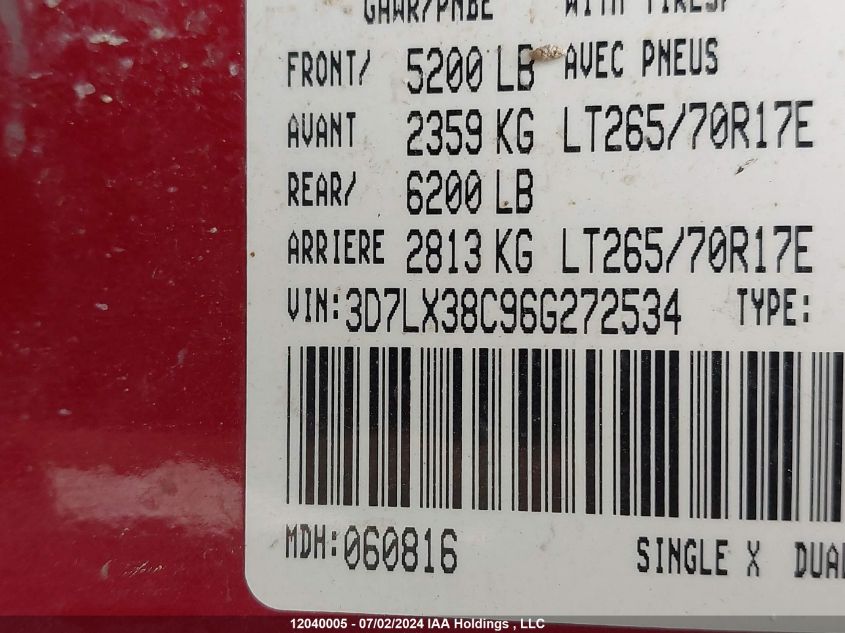 GAWR/PNBE WITH TIRES/
FRONT/ 5200 LB AVEC PNEUS
AVANT 2359 KG LT265/70R17E
REAR/ 6200 LB
ARRIERE 2813 KG LT265/70R17E
VIN:3D7LX38C96G272534 TYPE:
MDH:060816 SINGLE X DUAL
12040005 - 07/02/2024 IAA Holdings , LLC